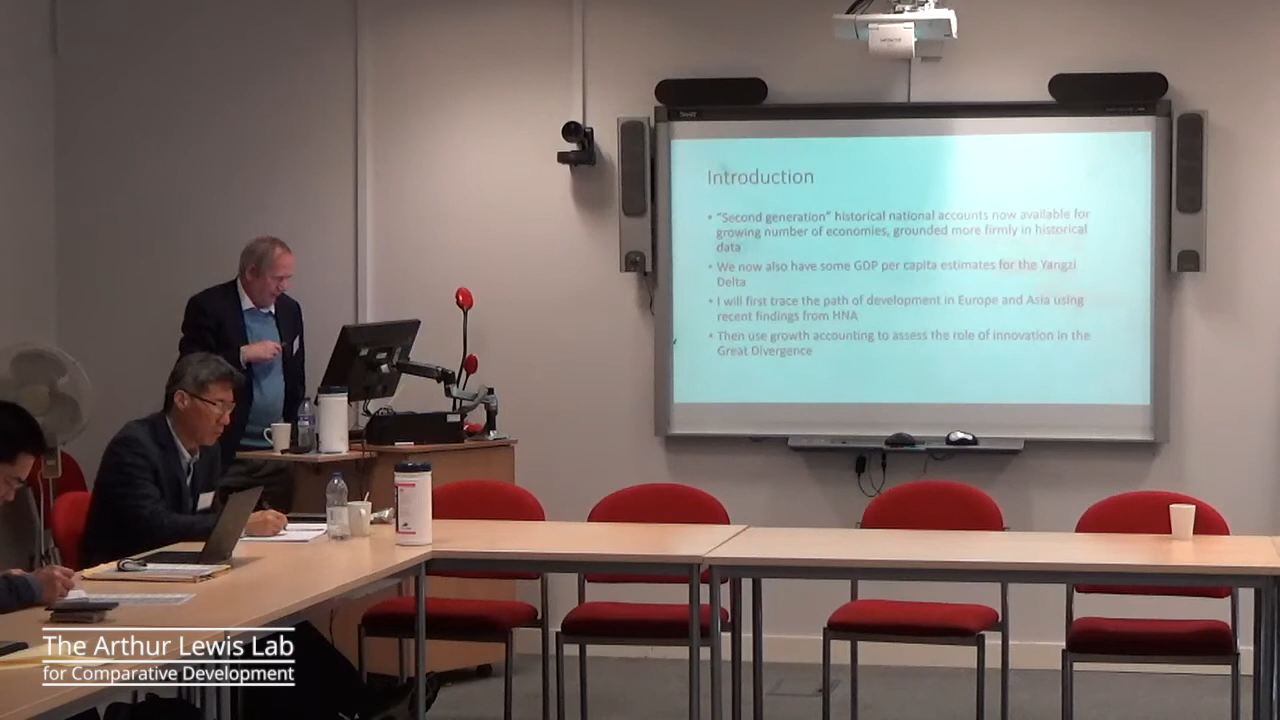 Introduction
• "Second generation" historical national accounts now available for
growing number of economies, grounded more firmly in historical
data
• We now also have some GDP per capita estimates for the Yangzi
Delta
• I will first trace the path of development in Europe and Asia using
recent findings from HNA
• Then use growth accounting to assess the role of innovation in the
Great Divergence
The Arthur Lewis Lab
for Comparative Development